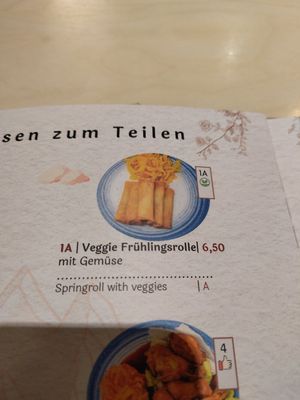 sen zum Teilen
1A
1A | Veggie Frühlingsrolle| 6,50
mit Gemüse
Springroll with veggies | A
4